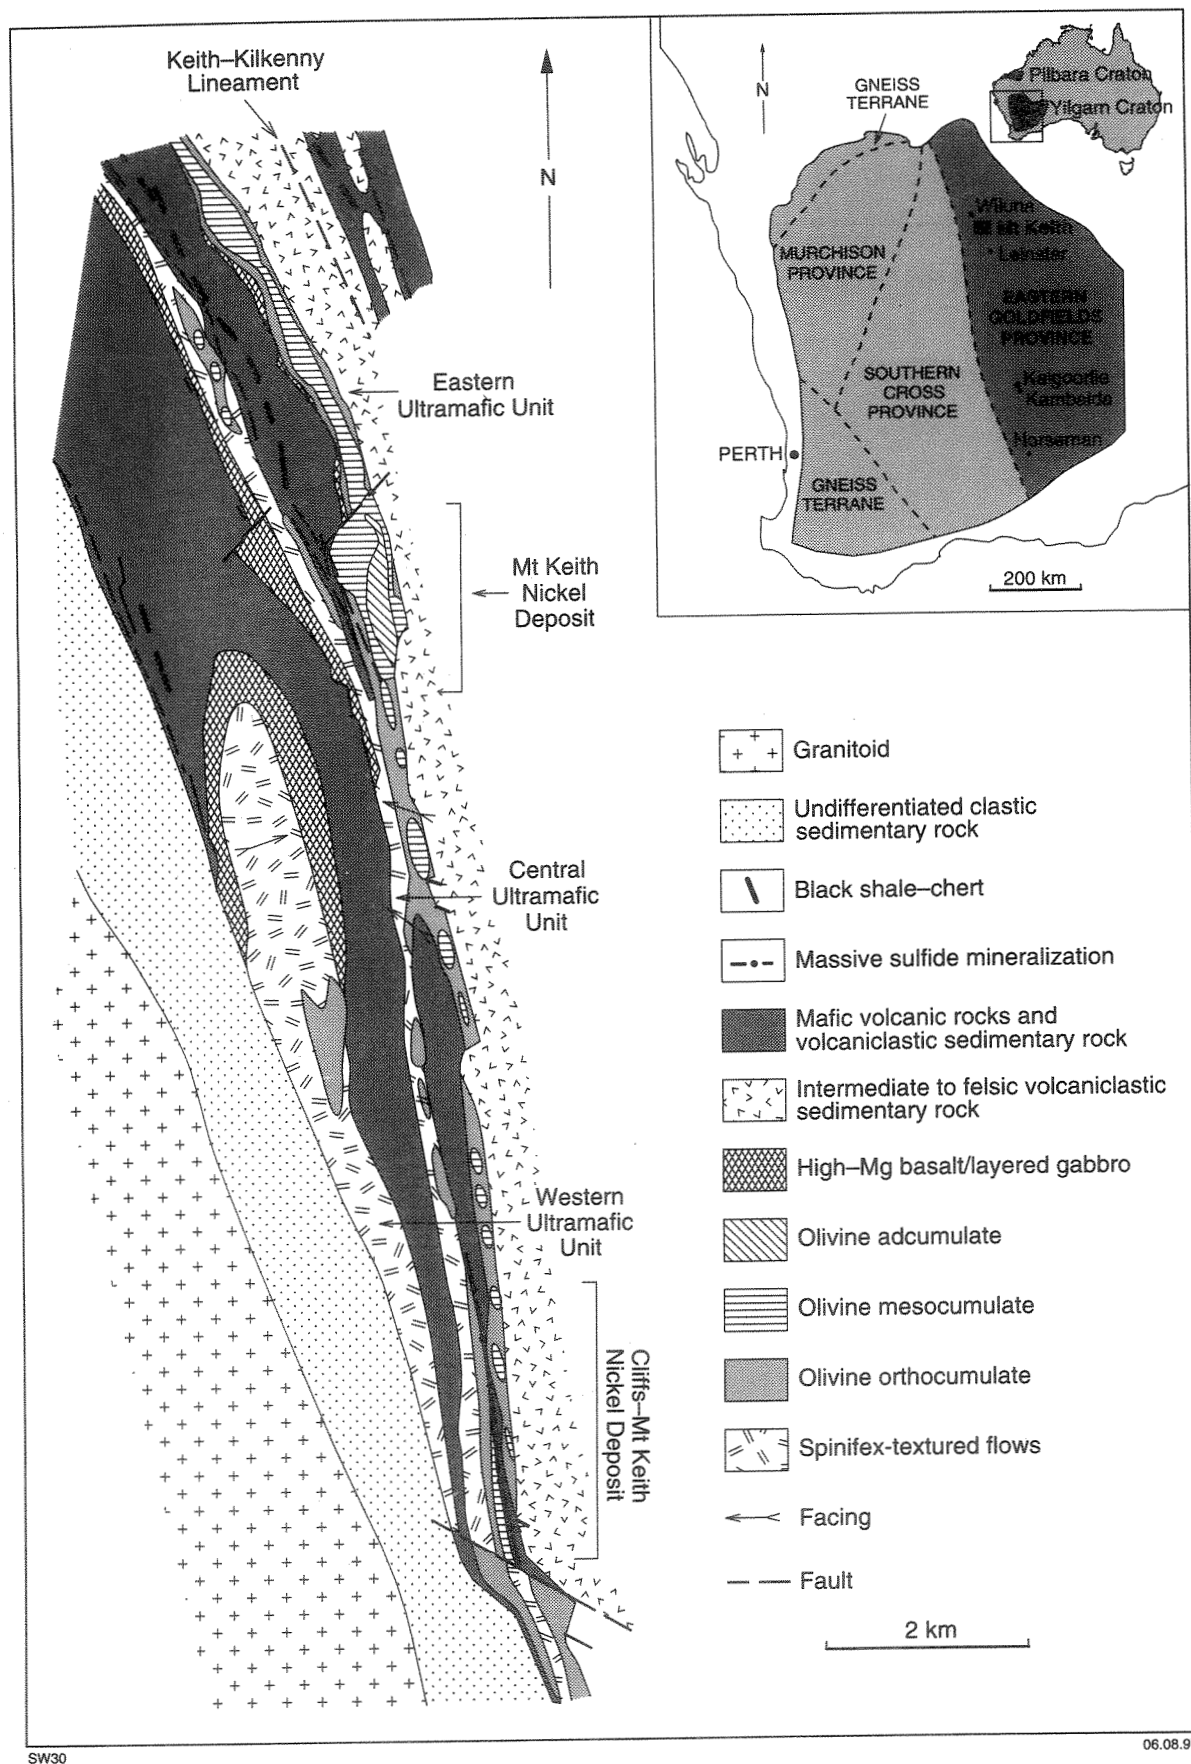 Keith–Kilkenny
Lineament
N
Eastern
Ultramafic Unit
Mt Keith
Nickel
Deposit
Central
Ultramafic
Unit
Western
Ultramafic
Unit
Cliffs–Mt Keith
Nickel Deposit
N
GNEISS
TERRANE
Pilbara Craton
Yilgarn Craton
Wiluna
Mt Keith
Leinster
MURCHISON
PROVINCE
EASTERN
GOLDFIELDS
PROVINCE
SOUTHERN
CROSS
PROVINCE
Kalgoorlie
Kambalda
Norseman
PERTH
GNEISS
TERRANE
200 km
Granitoid
Undifferentiated clastic
sedimentary rock
Black shale–chert
Massive sulfide mineralization
Mafic volcanic rocks and
volcaniclastic sedimentary rock
Intermediate to felsic volcaniclastic
sedimentary rock
High–Mg basalt/layered gabbro
Olivine adcumulate
Olivine mesocumulate
Olivine orthocumulate
Spinifex-textured flows
Facing
Fault
2 km
SW30
06.08.9